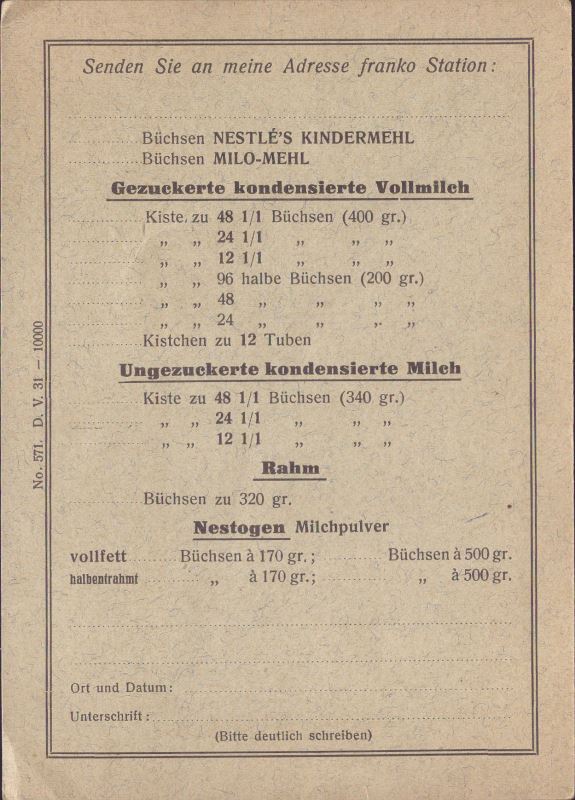 Senden Sie an meine Adresse franko Station:
Büchsen NESTLÉ'S KINDERMEHL
Büchsen MILO-MEHL
Gezuckerte kondensierte Vollmilch
Kiste zu 48 1/1 Büchsen (400 gr.)
„ „ 24 1/1 „ „ „
„ „ 12 1/1 „ „ „
„ „ 96 halbe Büchsen (200 gr.)
„ „ 48 „ „ „ „
„ „ 24 „ „ „ „
Kistchen zu 12 Tuben
Ungezuckerte kondensierte Milch
Kiste zu 48 1/1 Büchsen (340 gr.)
„ „ 24 1/1 „ „ „
„ „ 12 1/1 „ „ „
Rahm
Büchsen zu 320 gr.
Nestogen Milchpulver
vollfett Büchsen à 170 gr.; Büchsen à 500 gr.
halbentrahmt „ à 170 gr.; „ à 500 gr.
Ort und Datum:
Unterschrift:
(Bitte deutlich schreiben)
No. 571. D. V. 31 — 10000